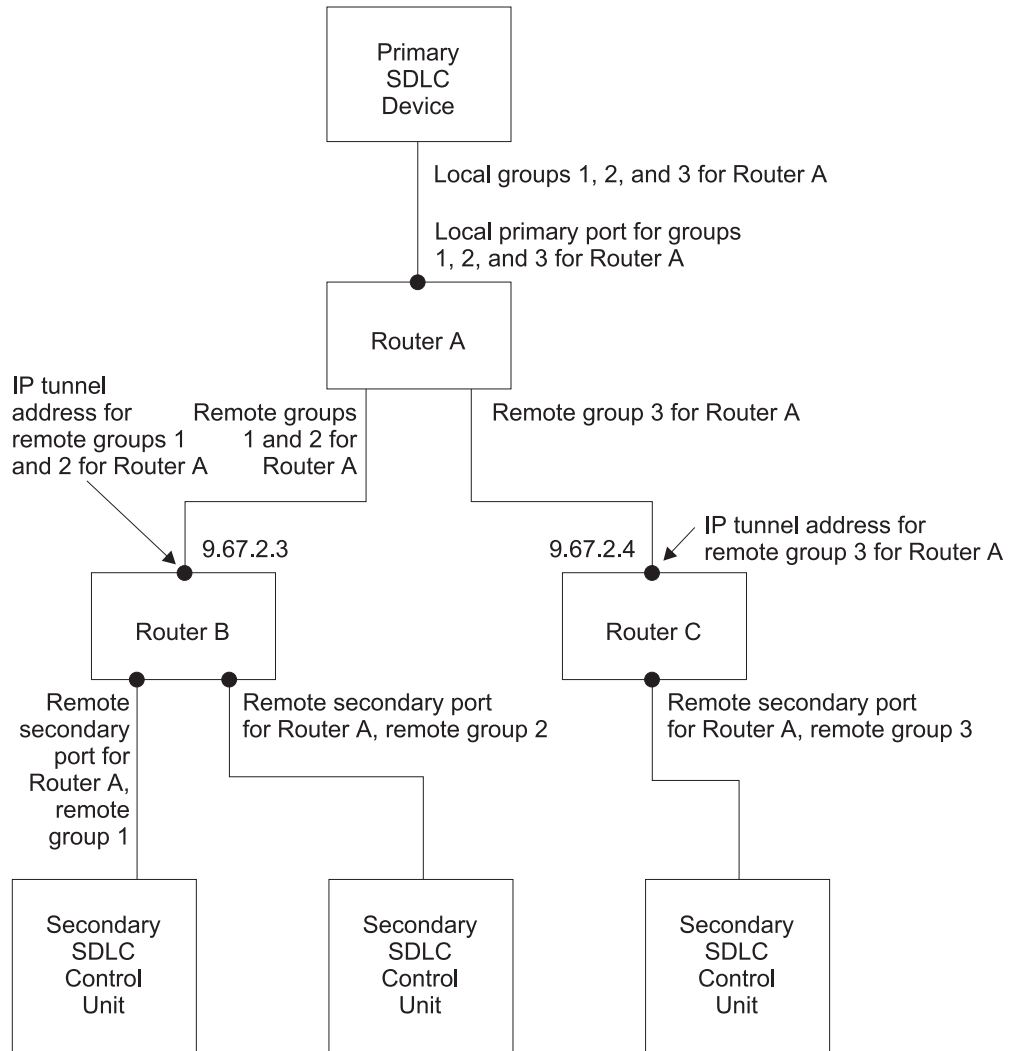 Primary
SDLC
Device
Local groups 1, 2, and 3 for Router A
Local primary port for groups
1, 2, and 3 for Router A
Router A
IP tunnel
address for
remote groups 1
and 2 for Router A
Remote groups
1 and 2 for
Router A
Remote group 3 for Router A
9.67.2.3
9.67.2.4
IP tunnel address for
remote group 3 for Router A
Router B
Router C
Remote
secondary
port for
Router A,
remote
group 1
Remote secondary port
for Router A, remote group 2
Remote secondary port
for Router A, remote group 3
Secondary
SDLC
Control
Unit
Secondary
SDLC
Control
Unit
Secondary
SDLC
Control
Unit